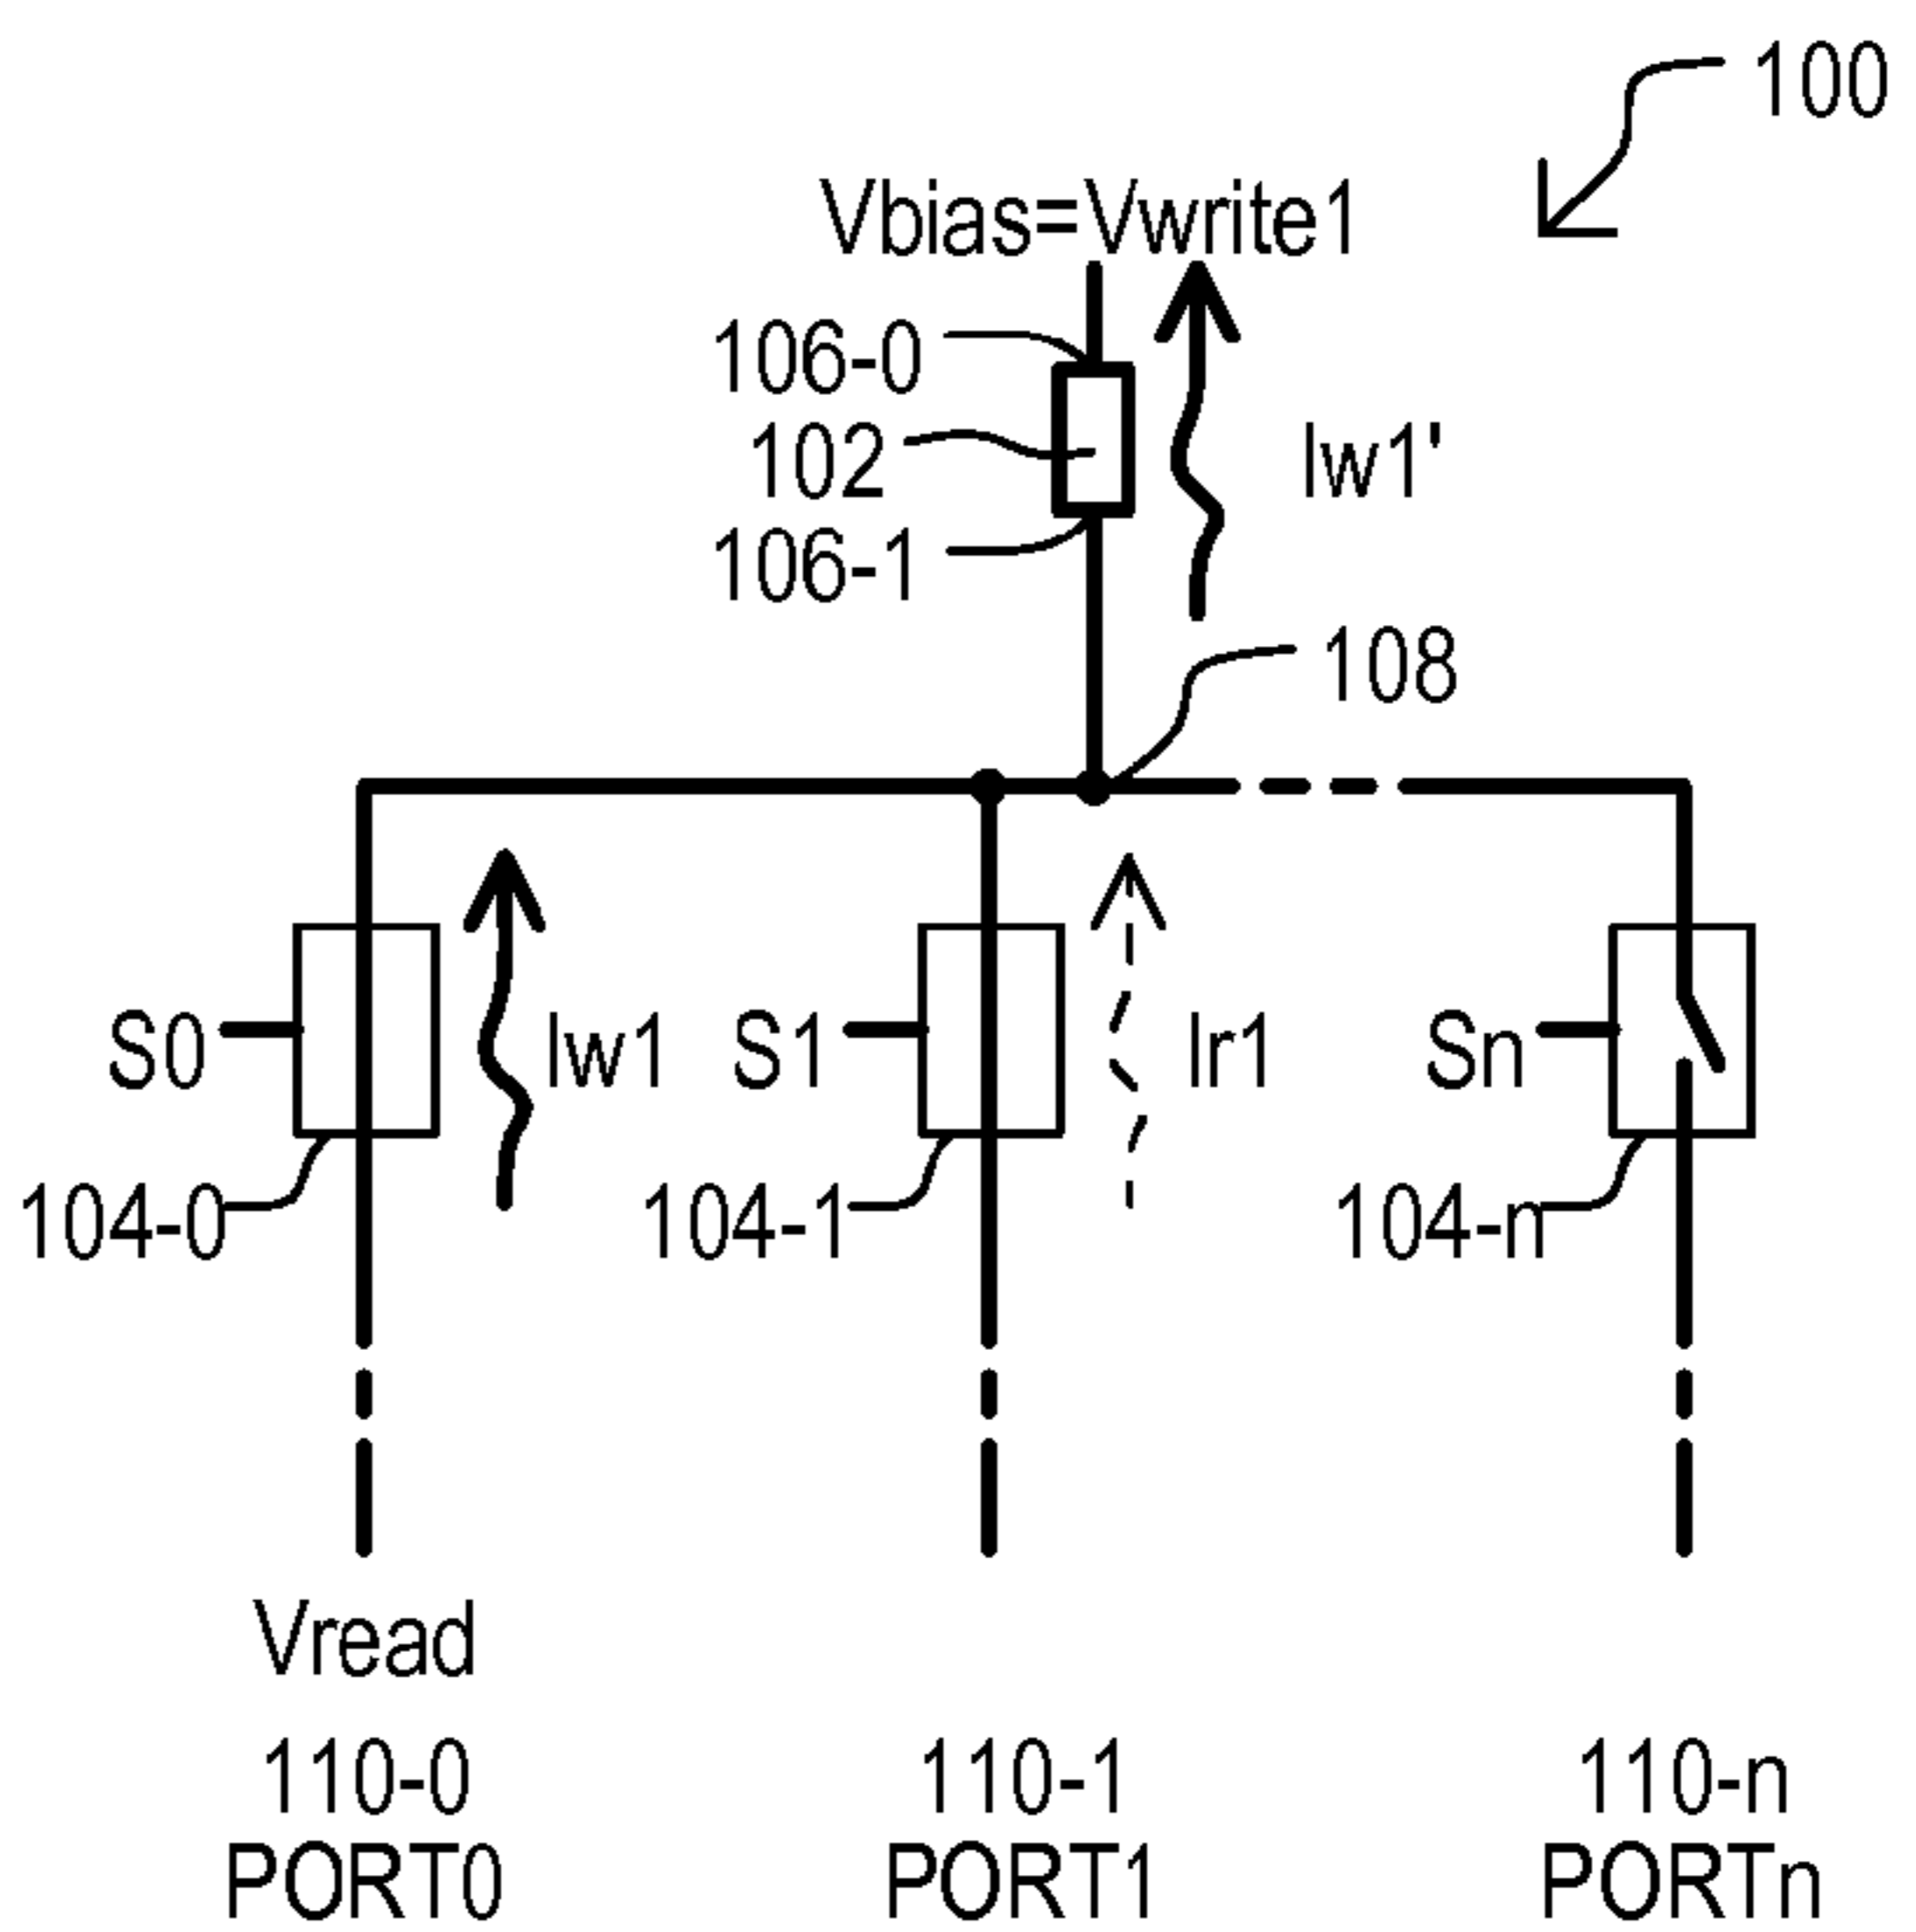 100
Vbias=Vwrite1
106-0
102
Iw1'
106-1
108
S0
Iw1
S1
Ir1
Sn
104-0
104-1
104-n
Vread
110-0
110-1
110-n
PORT0
PORT1
PORTn